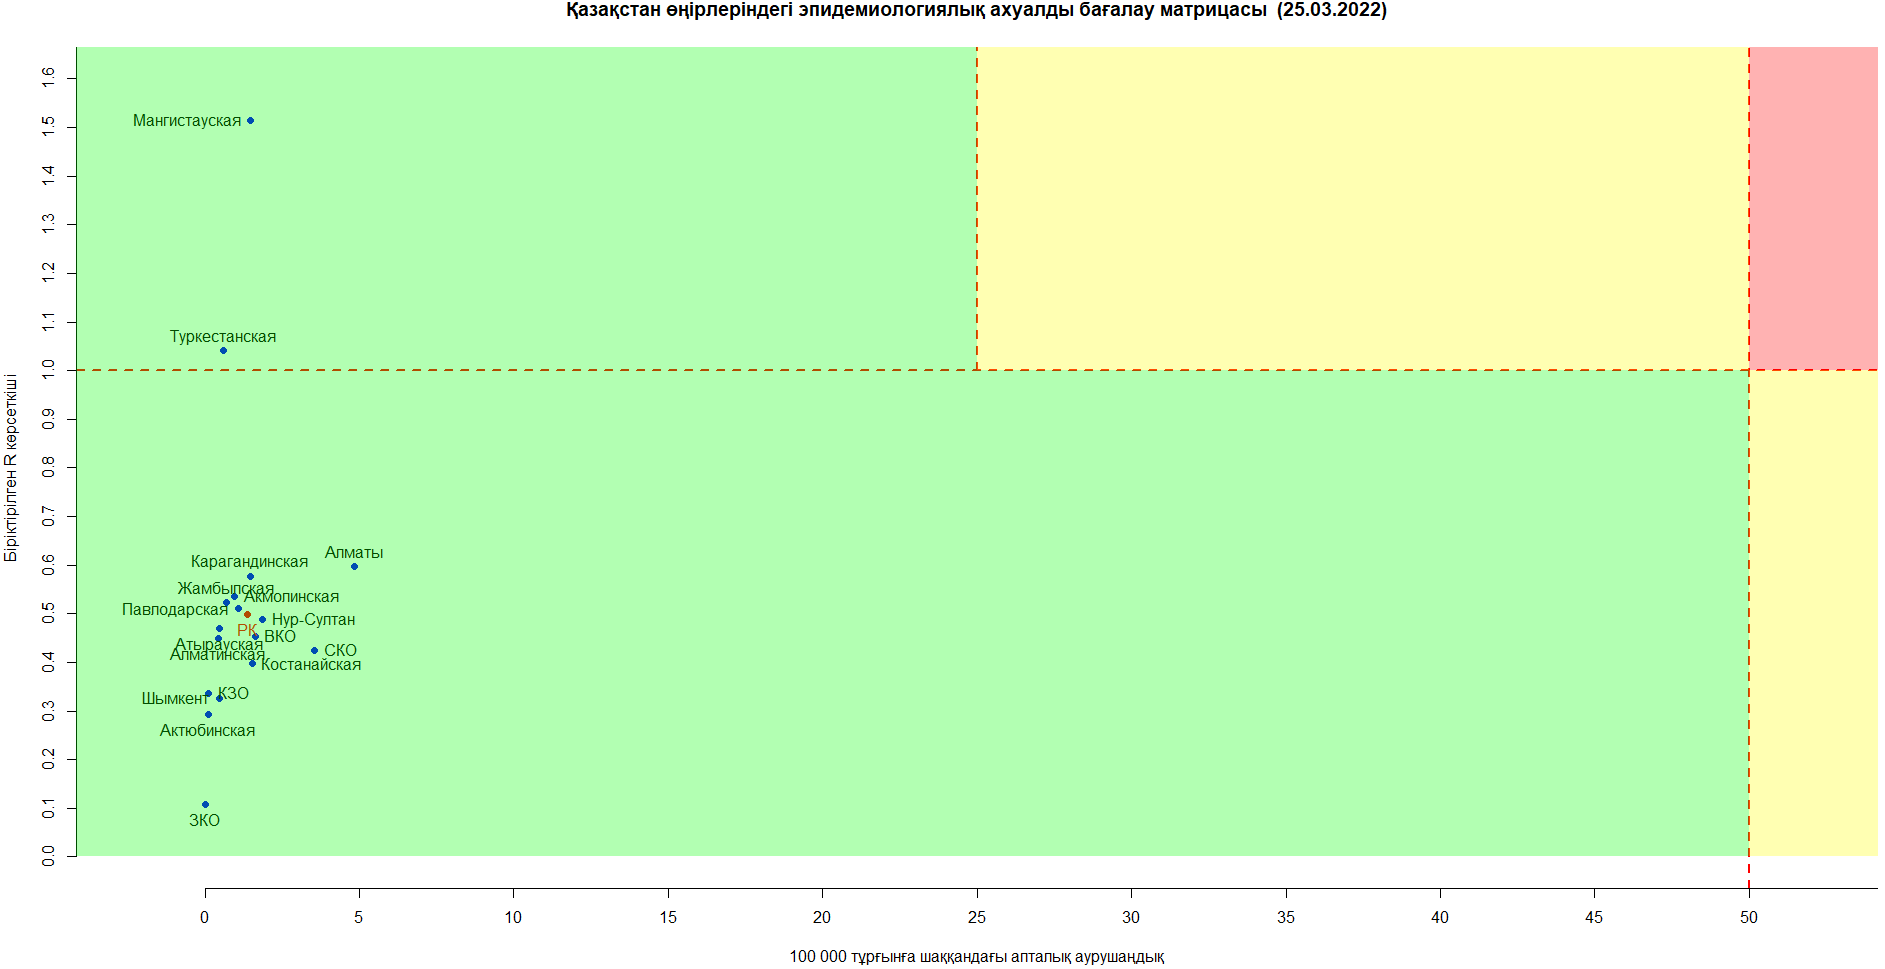 Қазақстан өңірлеріндегі эпидемиологиялық ахуалды бағалау матрицасы (25.03.2022)
Біріктірілген R көрсеткіші
1.6
1.5
1.4
1.3
1.2
1.1
1.0
0.9
0.8
0.7
0.6
0.5
0.4
0.3
0.2
0.1
0.0
Мангистауская
Туркестанская
Алматы
Карагандинская
Жамбылская
Акмолинская
Павлодарская
Нур-Султан
РК
ВКО
Атырауская
СКО
Алматинская
Костанайская
КЗО
Шымкент
Актюбинская
ЗКО
0 5 10 15 20 25 30 35 40 45 50
100 000 тұрғынға шаққандағы апталық аурушаңдық